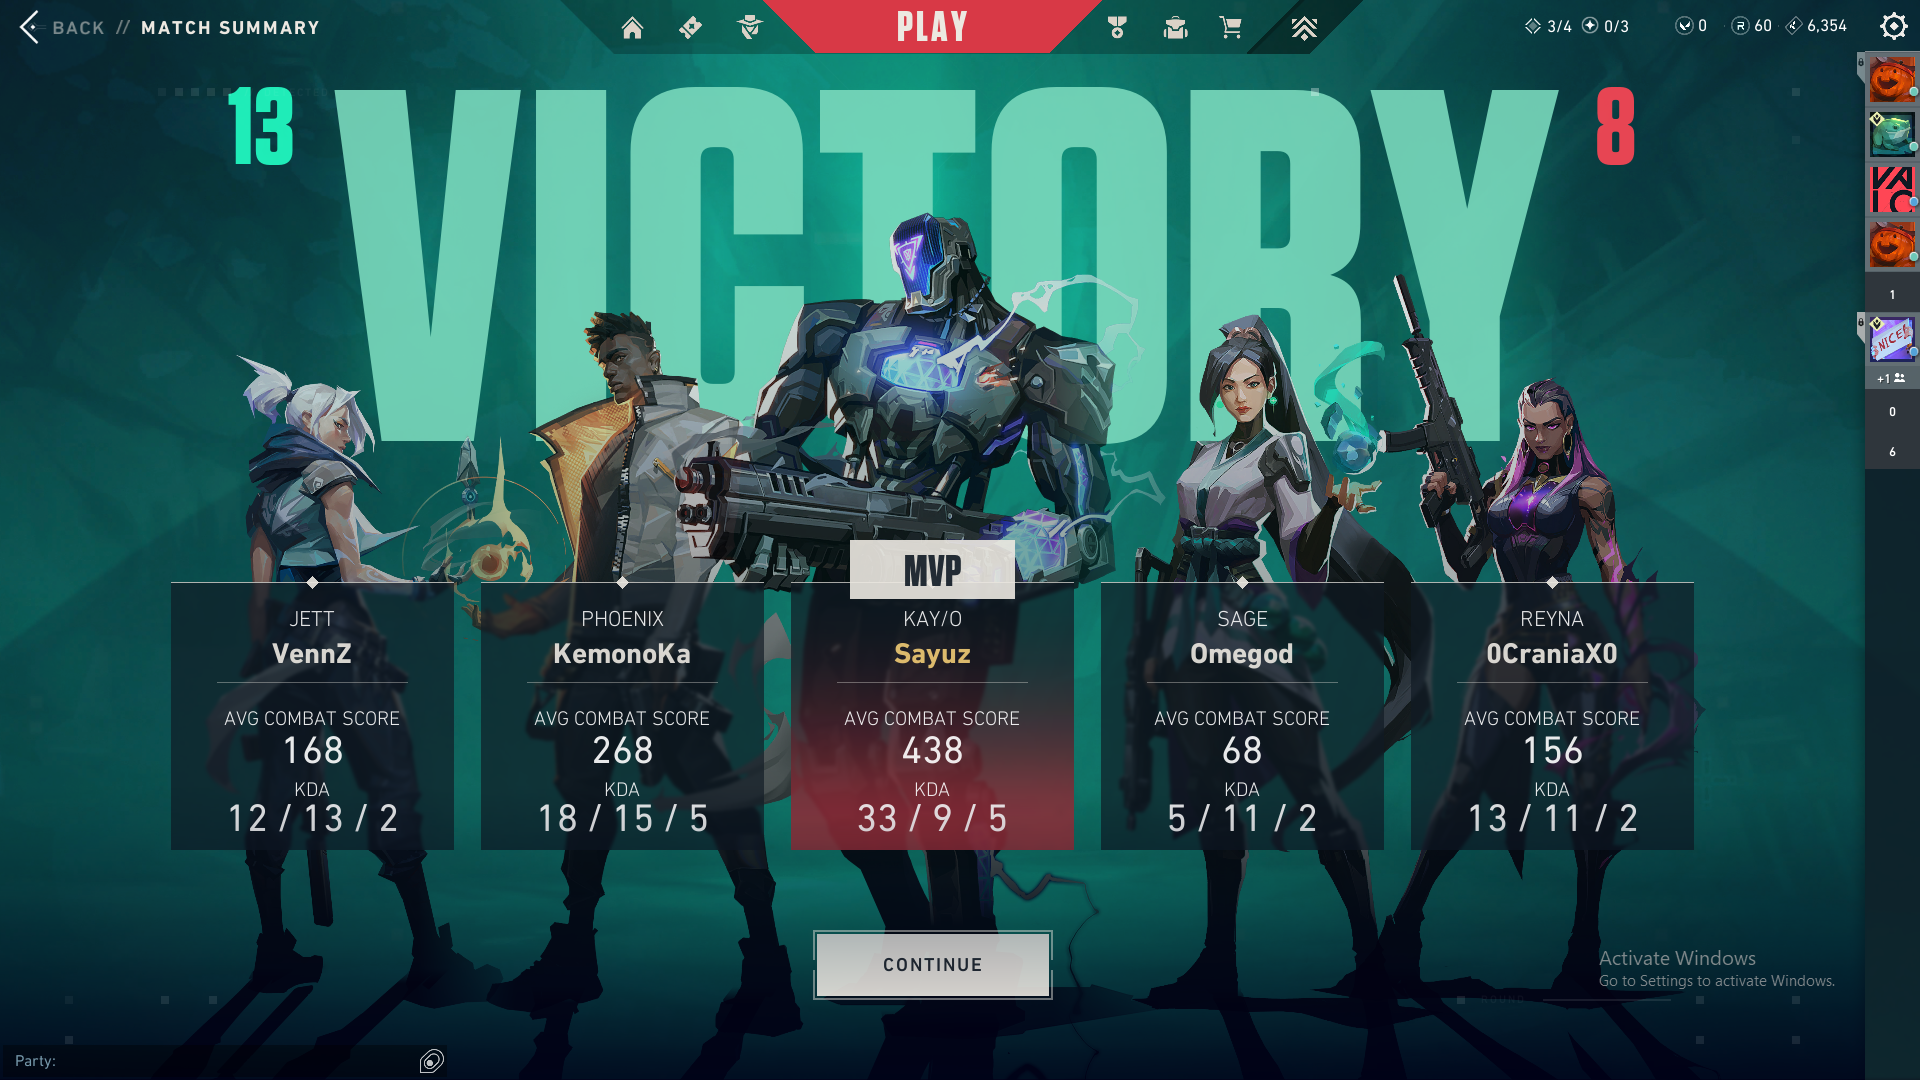 BACK // MATCH SUMMARY
PLAY
3/4 0/3 0 60 6,354
13 VICTORY 8
1
NICE!
+1
0
6
MVP
JETT
VennZ
AVG COMBAT SCORE
168
KDA
12 / 13 / 2
PHOENIX
KemonoKa
AVG COMBAT SCORE
268
KDA
18 / 15 / 5
KAY/O
Sayuz
AVG COMBAT SCORE
438
KDA
33 / 9 / 5
SAGE
Omegod
AVG COMBAT SCORE
68
KDA
5 / 11 / 2
REYNA
0CraniaX0
AVG COMBAT SCORE
156
KDA
13 / 11 / 2
CONTINUE
Activate Windows
Go to Settings to activate Windows.
Party: